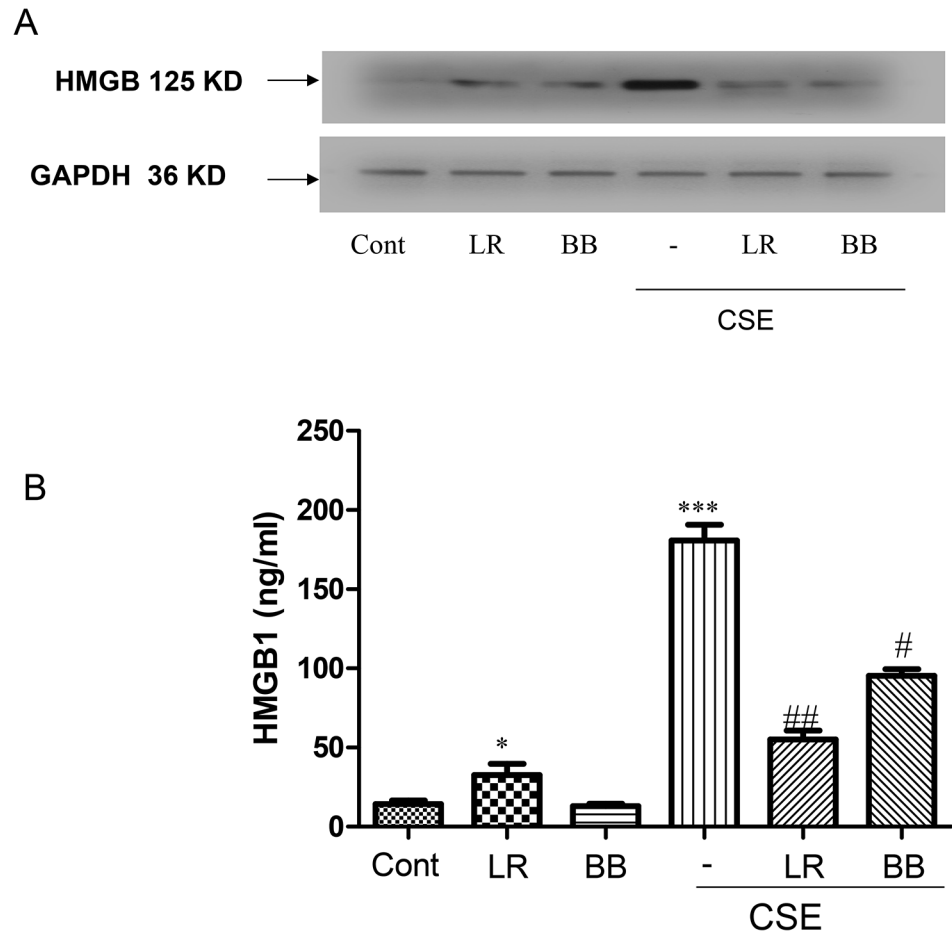 A
HMGB 125 KD
GAPDH 36 KD
Cont LR BB - LR BB
CSE
B
HMGB1 (ng/ml)
250
200
150
100
50
0
***
#
##
*
Cont LR BB - LR BB
CSE